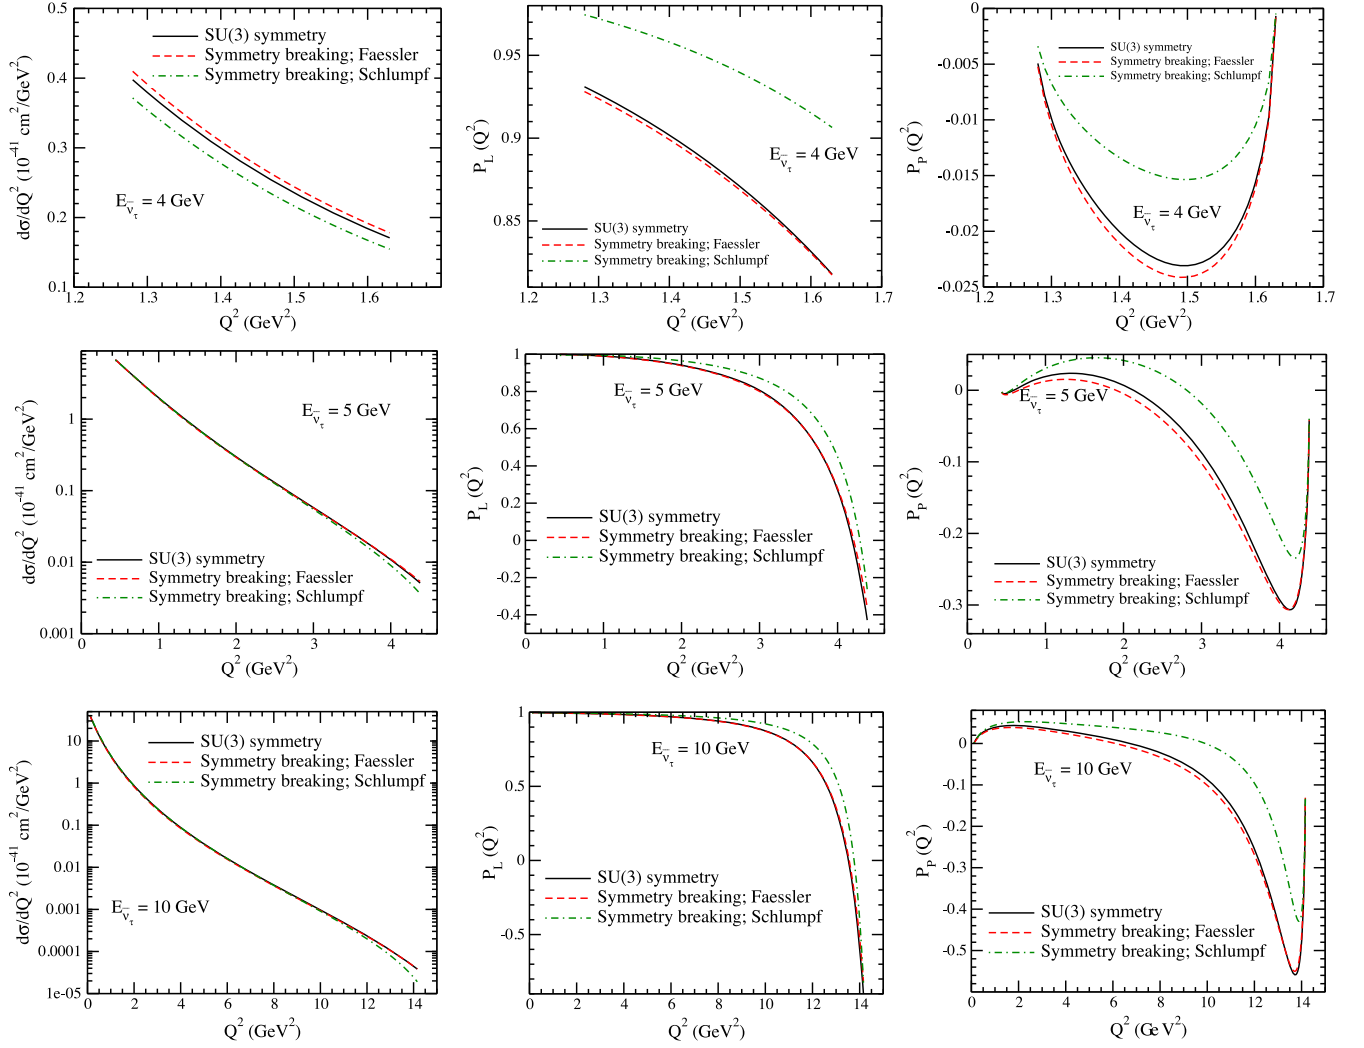 0.5
0.4
0.3
0.2
0.1
dσ/dQ² (10⁻⁴¹ cm²/GeV²)
SU(3) symmetry
Symmetry breaking; Faessler
Symmetry breaking; Schlumpf
E_ν̄τ = 4 GeV
1.2 1.3 1.4 1.5 1.6
Q² (GeV²)
0.95
0.9
0.85
P_L (Q²)
E_ν̄τ = 4 GeV
SU(3) symmetry
Symmetry breaking; Faessler
Symmetry breaking; Schlumpf
1.2 1.3 1.4 1.5 1.6 1.7
Q² (GeV²)
0
-0.005
-0.01
-0.015
-0.02
-0.025
P_P (Q²)
SU(3) symmetry
Symmetry breaking; Faessler
Symmetry breaking; Schlumpf
E_ν̄τ = 4 GeV
1.2 1.3 1.4 1.5 1.6 1.7
Q² (GeV²)
1
0.1
0.01
0.001
dσ/dQ² (10⁻⁴¹ cm²/GeV²)
E_ν̄τ = 5 GeV
SU(3) symmetry
Symmetry breaking; Faessler
Symmetry breaking; Schlumpf
0 1 2 3 4
Q² (GeV²)
1
0.8
0.6
0.4
0.2
0
-0.2
-0.4
P_L (Q²)
E_ν̄τ = 5 GeV
SU(3) symmetry
Symmetry breaking; Faessler
Symmetry breaking; Schlumpf
0 1 2 3 4
Q² (GeV²)
0
-0.1
-0.2
-0.3
P_P (Q²)
E_ν̄τ = 5 GeV
SU(3) symmetry
Symmetry breaking; Faessler
Symmetry breaking; Schlumpf
0 1 2 3 4
Q² (GeV²)
10
1
0.1
0.01
0.001
0.0001
1e-05
dσ/dQ² (10⁻⁴¹ cm²/GeV²)
SU(3) symmetry
Symmetry breaking; Faessler
Symmetry breaking; Schlumpf
E_ν̄τ = 10 GeV
0 2 4 6 8 10 12 14
Q² (GeV²)
1
0.5
0
-0.5
P_L (Q²)
E_ν̄τ = 10 GeV
SU(3) symmetry
Symmetry breaking; Faessler
Symmetry breaking; Schlumpf
0 2 4 6 8 10 12 14
Q² (GeV²)
0
-0.1
-0.2
-0.3
-0.4
-0.5
P_P (Q²)
E_ν̄τ = 10 GeV
SU(3) symmetry
Symmetry breaking; Faessler
Symmetry breaking; Schlumpf
0 2 4 6 8 10 12 14
Q² (GeV²)